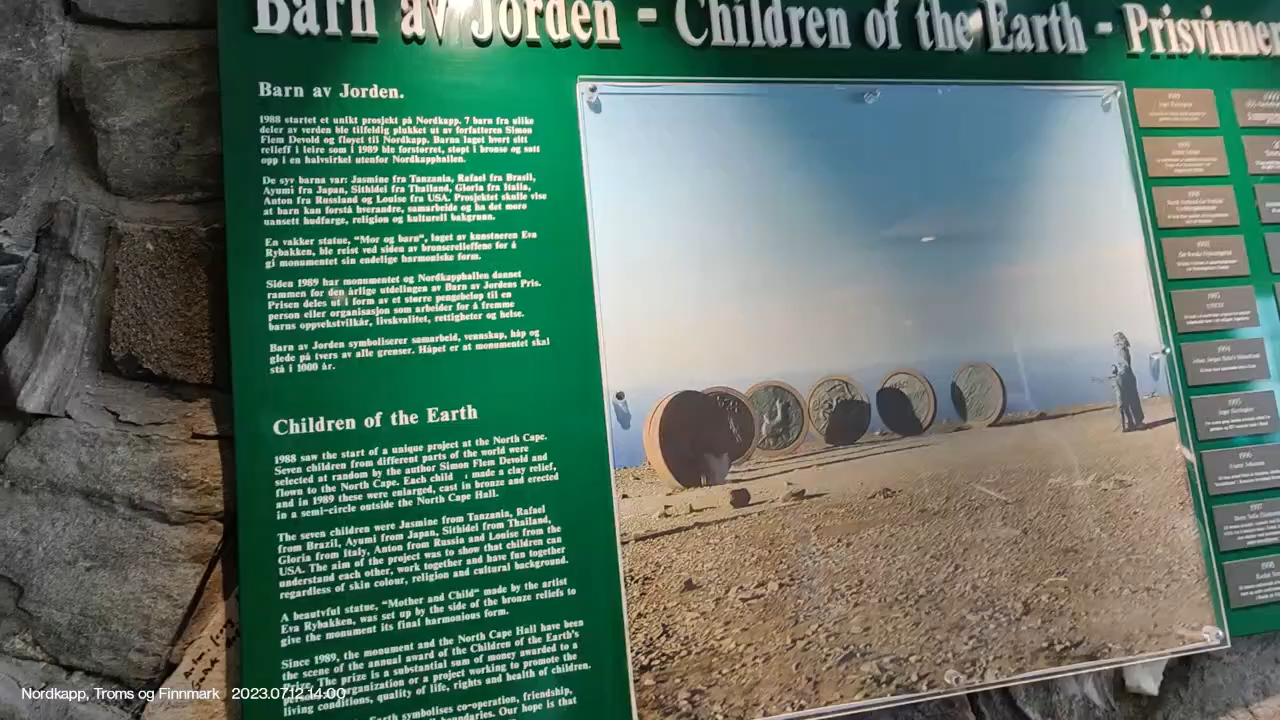 Barn av Jorden - Children of the Earth - Prisvinner
Barn av Jorden.
1988 startet et unikt prosjekt på Nordkapp. 7 barn fra ulike
deler av verden ble tilfeldig plukket ut av forfatteren Simon
Flem Devold og fløyet til Nordkapp. Barna laget hvert sitt
relieff i leire som i 1989 ble forstørret, støpt i bronse og satt
opp i en halvsirkel utenfor Nordkapphallen.
De syv barna var: Jasmine fra Tanzania, Rafael fra Brasil,
Ayumi fra Japan, Sithidej fra Thailand, Gloria fra Italia,
Anton fra Russland og Louise fra USA. Prosjektet skulle vise
at barn kan forstå hverandre, samarbeide og ha det moro
uansett hudfarge, religion og kulturell bakgrunn.
En vakker statue, "Mor og barn", laget av kunstneren Eva
Rybakken, ble reist ved siden av bronserelieffene for å
gi monumentet sin endelige harmoniske form.
Siden 1989 har monumentet og Nordkapphallen dannet
rammen for den årlige utdelingen av Barn av Jordens Pris.
Prisen deles ut i form av et større pengebeløp til en
person eller organisasjon som arbeider for å fremme
barns oppvekstvilkår, livskvalitet, rettigheter og helse.
Barn av Jorden symboliserer samarbeid, vennskap, håp og
glede på tvers av alle grenser. Håpet er at monumentet skal
stå i 1000 år.
Children of the Earth
1988 saw the start of a unique project at the North Cape.
Seven children from different parts of the world were
selected at random by the author Simon Flem Devold and
flown to the North Cape. Each child made a clay relief,
and in 1989 these were enlarged, cast in bronze and erected
in a semi-circle outside the North Cape Hall.
The seven children were Jasmine from Tanzania, Rafael
from Brazil, Ayumi from Japan, Sithidej from Thailand,
Gloria from Italy, Anton from Russia and Louise from the
USA. The aim of the project was to show that children can
understand each other, work together and have fun together
regardless of skin colour, religion and cultural background.
A beautyful statue, "Mother and Child" made by the artist
Eva Rybakken, was set up by the side of the bronze reliefs to
give the monument its final harmonious form.
Since 1989, the monument and the North Cape Hall have been
the scene of the annual award of the Children of the Earth's
prize. The prize is a substantial sum of money awarded to a
person, organization or a project working to promote the
living conditions, quality of life, rights and health of children.
Earth symbolises co-operation, friendship,
boundaries. Our hope is that
1995
1994
1995
1996
1997
1998
Nordkapp, Troms og Finnmark 2023.07.12 14:00